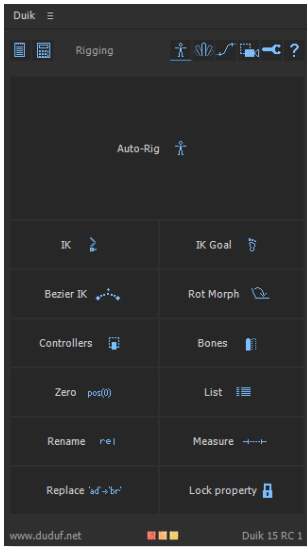 Duik
Rigging
?
Auto-Rig
IK
IK Goal
Bezier IK
Rot Morph
Controllers
Bones
Zero pos(0)
List
Rename rel
Measure
Replace 'ad'→'br'
Lock property
www.duduf.net
Duik 15 RC 1